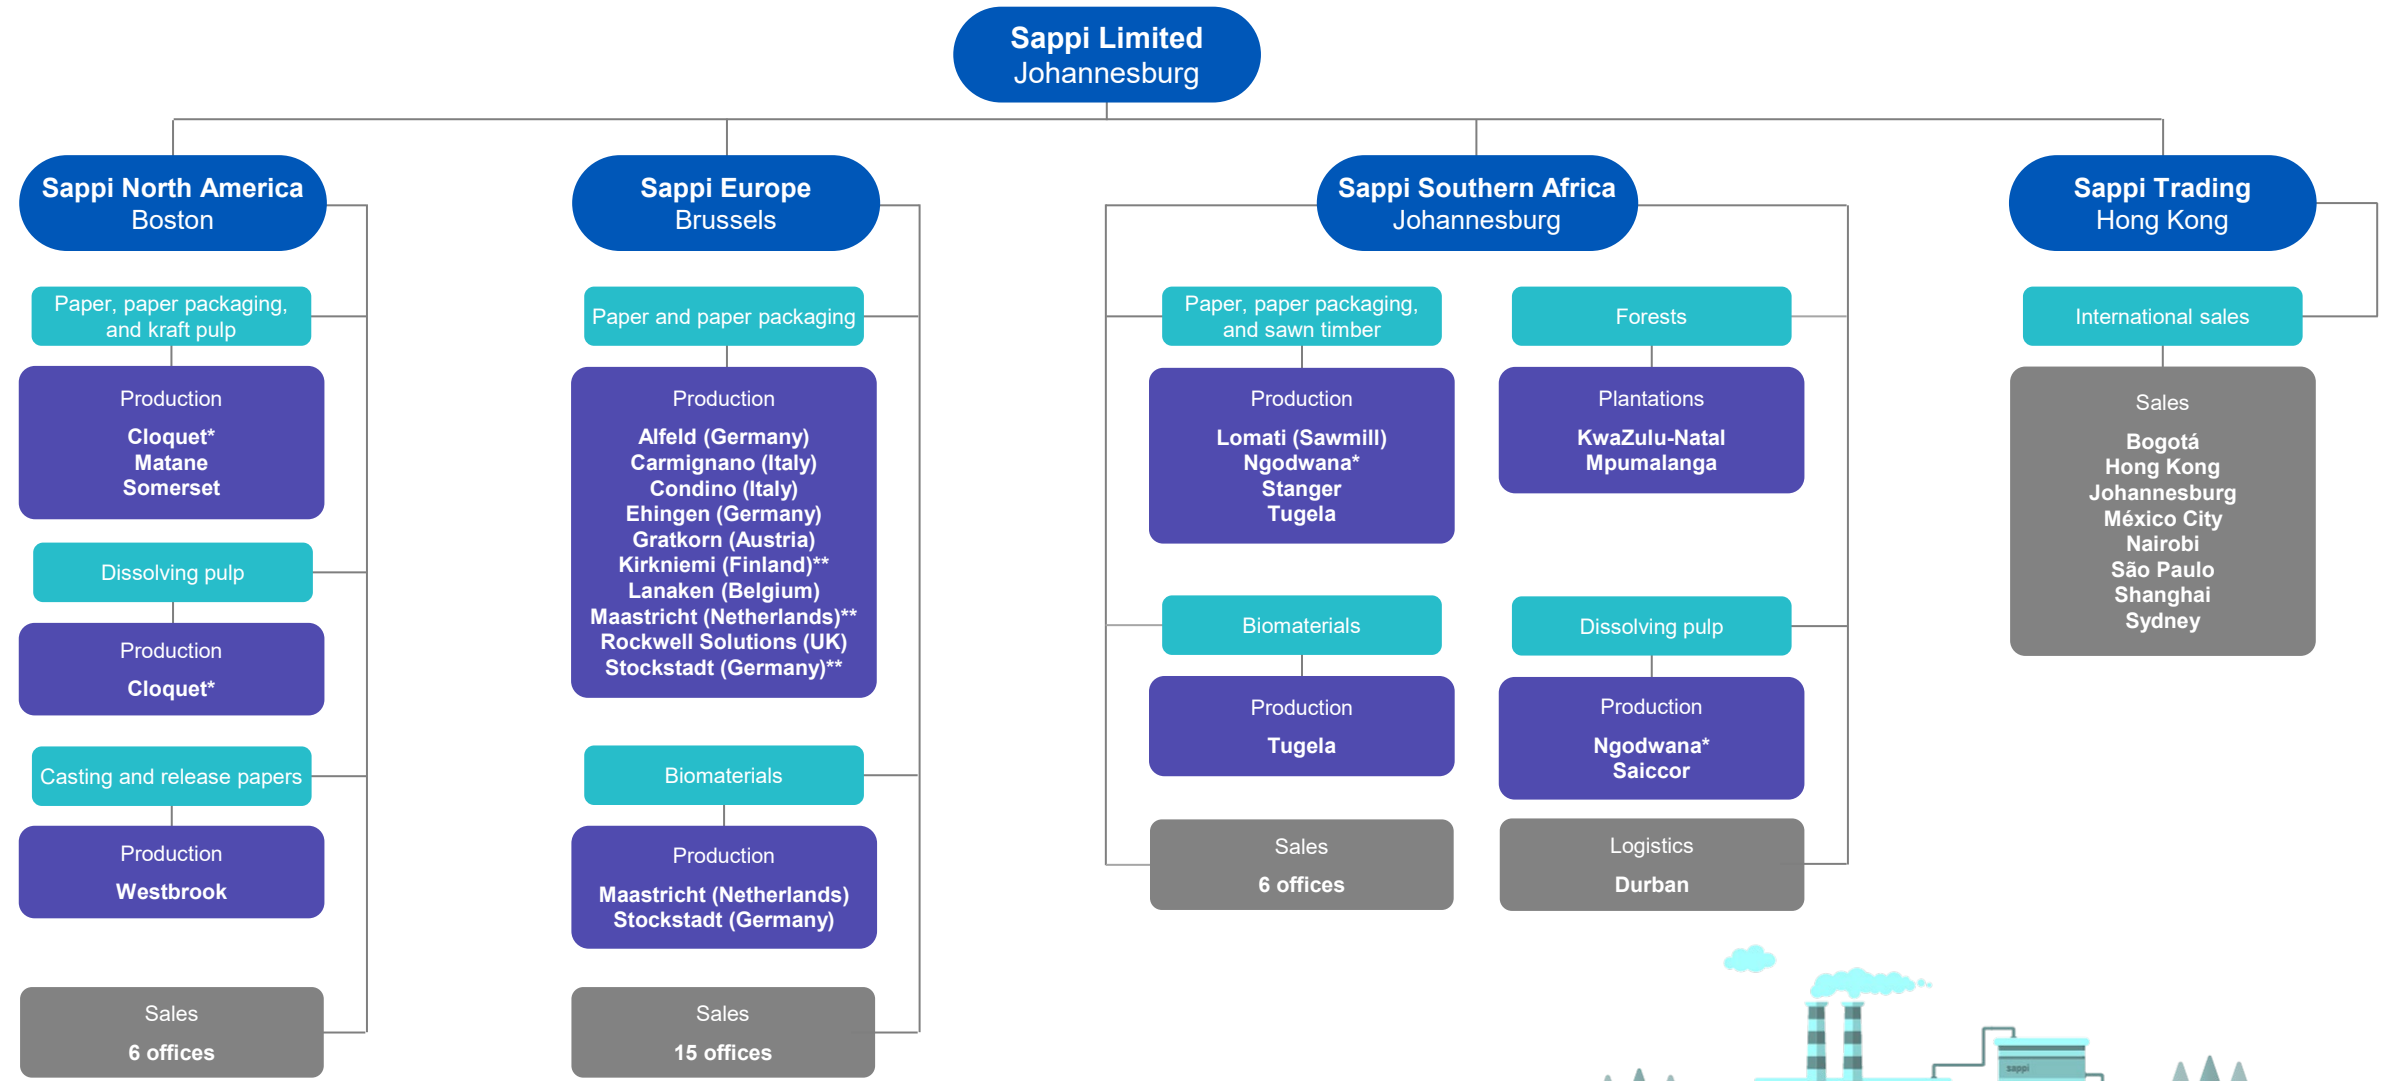 Sappi Limited
Johannesburg
Sappi North America
Boston
Paper, paper packaging,
and kraft pulp
Production
Cloquet*
Matane
Somerset
Dissolving pulp
Production
Cloquet*
Casting and release papers
Production
Westbrook
Sales
6 offices
Sappi Europe
Brussels
Paper and paper packaging
Production
Alfeld (Germany)
Carmignano (Italy)
Condino (Italy)
Ehingen (Germany)
Gratkorn (Austria)
Kirkniemi (Finland)**
Lanaken (Belgium)
Maastricht (Netherlands)**
Rockwell Solutions (UK)
Stockstadt (Germany)**
Biomaterials
Production
Maastricht (Netherlands)
Stockstadt (Germany)
Sales
15 offices
Sappi Southern Africa
Johannesburg
Paper, paper packaging,
and sawn timber
Production
Lomati (Sawmill)
Ngodwana*
Stanger
Tugela
Biomaterials
Production
Tugela
Sales
6 offices
Forests
Plantations
KwaZulu-Natal
Mpumalanga
Dissolving pulp
Production
Ngodwana*
Saiccor
Logistics
Durban
Sappi Trading
Hong Kong
International sales
Sales
Bogotá
Hong Kong
Johannesburg
México City
Nairobi
São Paulo
Shanghai
Sydney
sappi